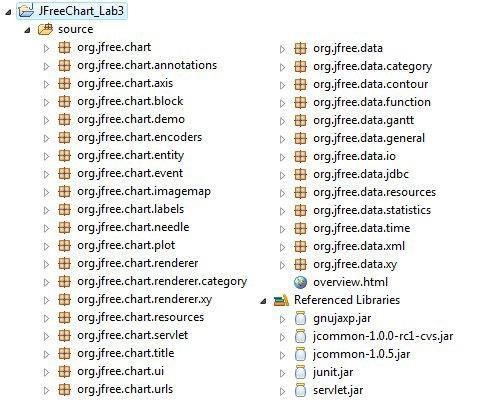 JFreeChart_Lab3
source
org.jfree.chart
org.jfree.chart.annotations
org.jfree.chart.axis
org.jfree.chart.block
org.jfree.chart.demo
org.jfree.chart.encoders
org.jfree.chart.entity
org.jfree.chart.event
org.jfree.chart.imagemap
org.jfree.chart.labels
org.jfree.chart.needle
org.jfree.chart.plot
org.jfree.chart.renderer
org.jfree.chart.renderer.category
org.jfree.chart.renderer.xy
org.jfree.chart.resources
org.jfree.chart.servlet
org.jfree.chart.title
org.jfree.chart.ui
org.jfree.chart.urls
org.jfree.data
org.jfree.data.category
org.jfree.data.contour
org.jfree.data.function
org.jfree.data.gantt
org.jfree.data.general
org.jfree.data.io
org.jfree.data.jdbc
org.jfree.data.resources
org.jfree.data.statistics
org.jfree.data.time
org.jfree.data.xml
org.jfree.data.xy
overview.html
Referenced Libraries
gnujaxp.jar
jcommon-1.0.0-rc1-cvs.jar
jcommon-1.0.5.jar
junit.jar
servlet.jar